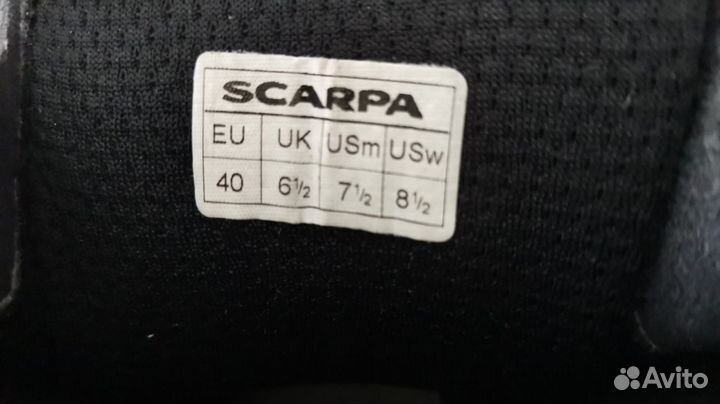 SCARPA
EU UK USm USw
40 6½ 7½ 8½
Avito